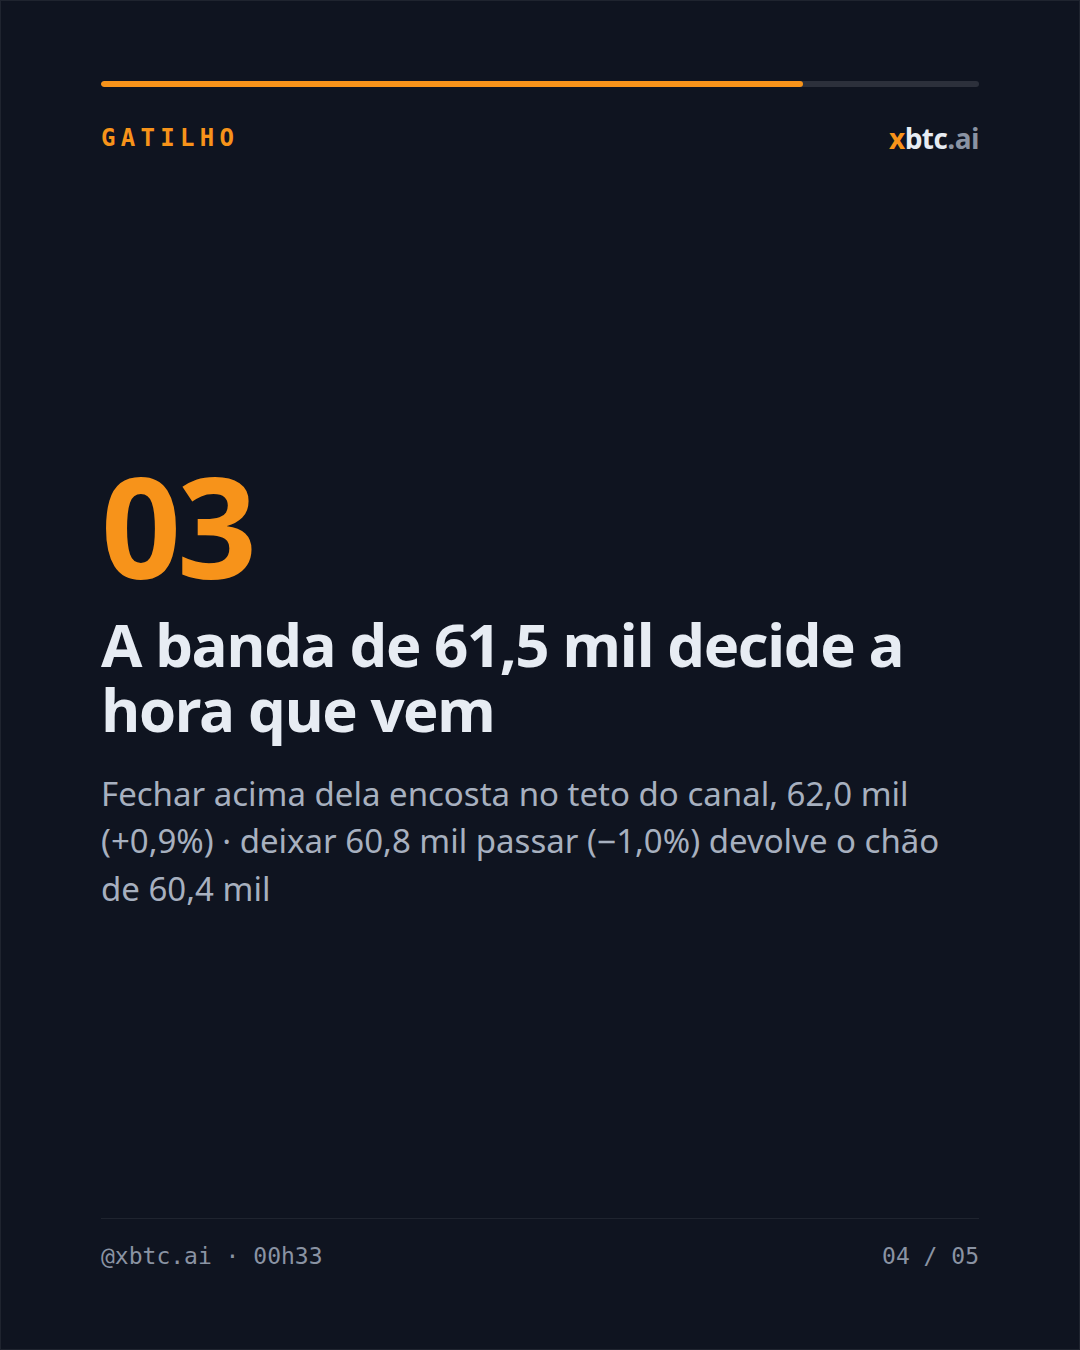 GATILHO
xbtc.ai
03
A banda de 61,5 mil decide a
hora que vem
Fechar acima dela encosta no teto do canal, 62,0 mil
(+0,9%) · deixar 60,8 mil passar (−1,0%) devolve o chão
de 60,4 mil
@xbtc.ai · 00h33
04 / 05